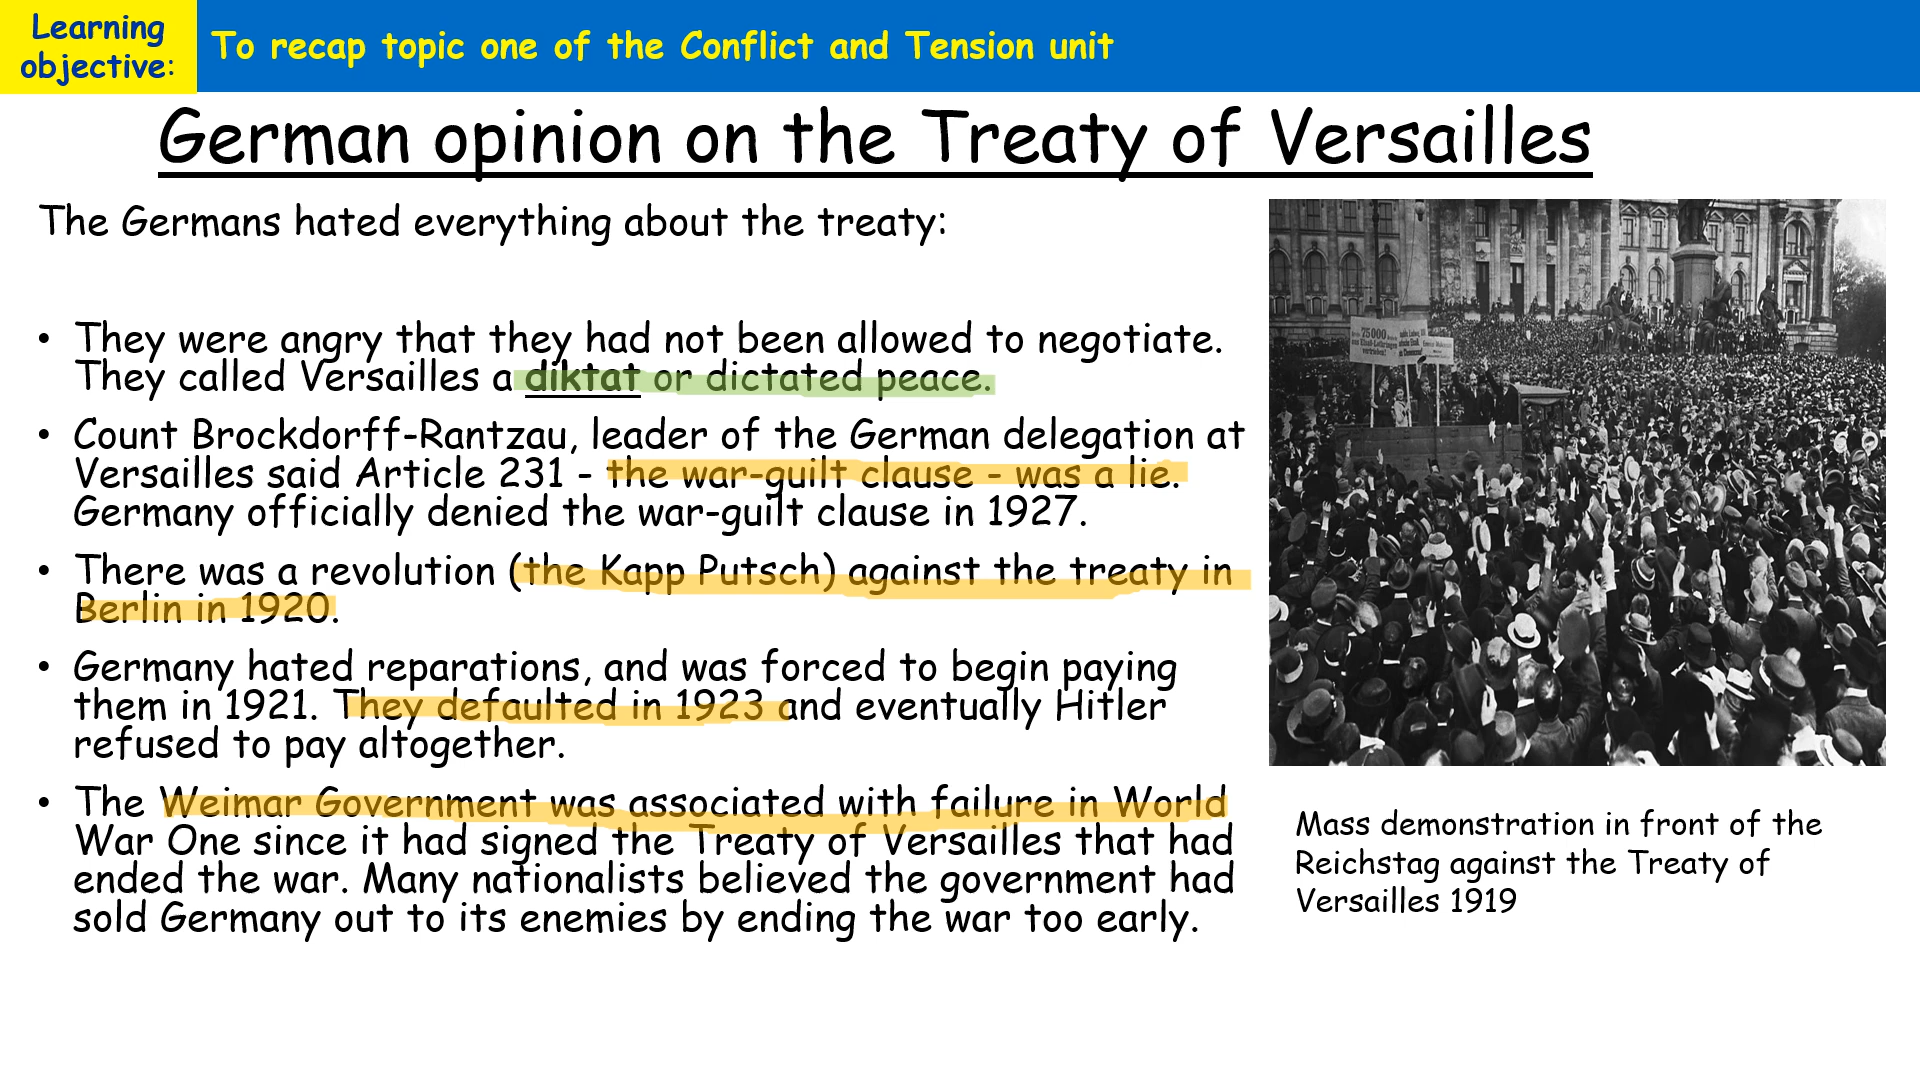 Learning
objective:
To recap topic one of the Conflict and Tension unit
German opinion on the Treaty of Versailles
The Germans hated everything about the treaty:
• They were angry that they had not been allowed to negotiate.
They called Versailles a diktat or dictated peace.
• Count Brockdorff-Rantzau, leader of the German delegation at
Versailles said Article 231 - the war-guilt clause - was a lie.
Germany officially denied the war-guilt clause in 1927.
• There was a revolution (the Kapp Putsch) against the treaty in
Berlin in 1920.
• Germany hated reparations, and was forced to begin paying
them in 1921. They defaulted in 1923 and eventually Hitler
refused to pay altogether.
• The Weimar Government was associated with failure in World
War One since it had signed the Treaty of Versailles that had
ended the war. Many nationalists believed the government had
sold Germany out to its enemies by ending the war too early.
75000
Mass demonstration in front of the
Reichstag against the Treaty of
Versailles 1919